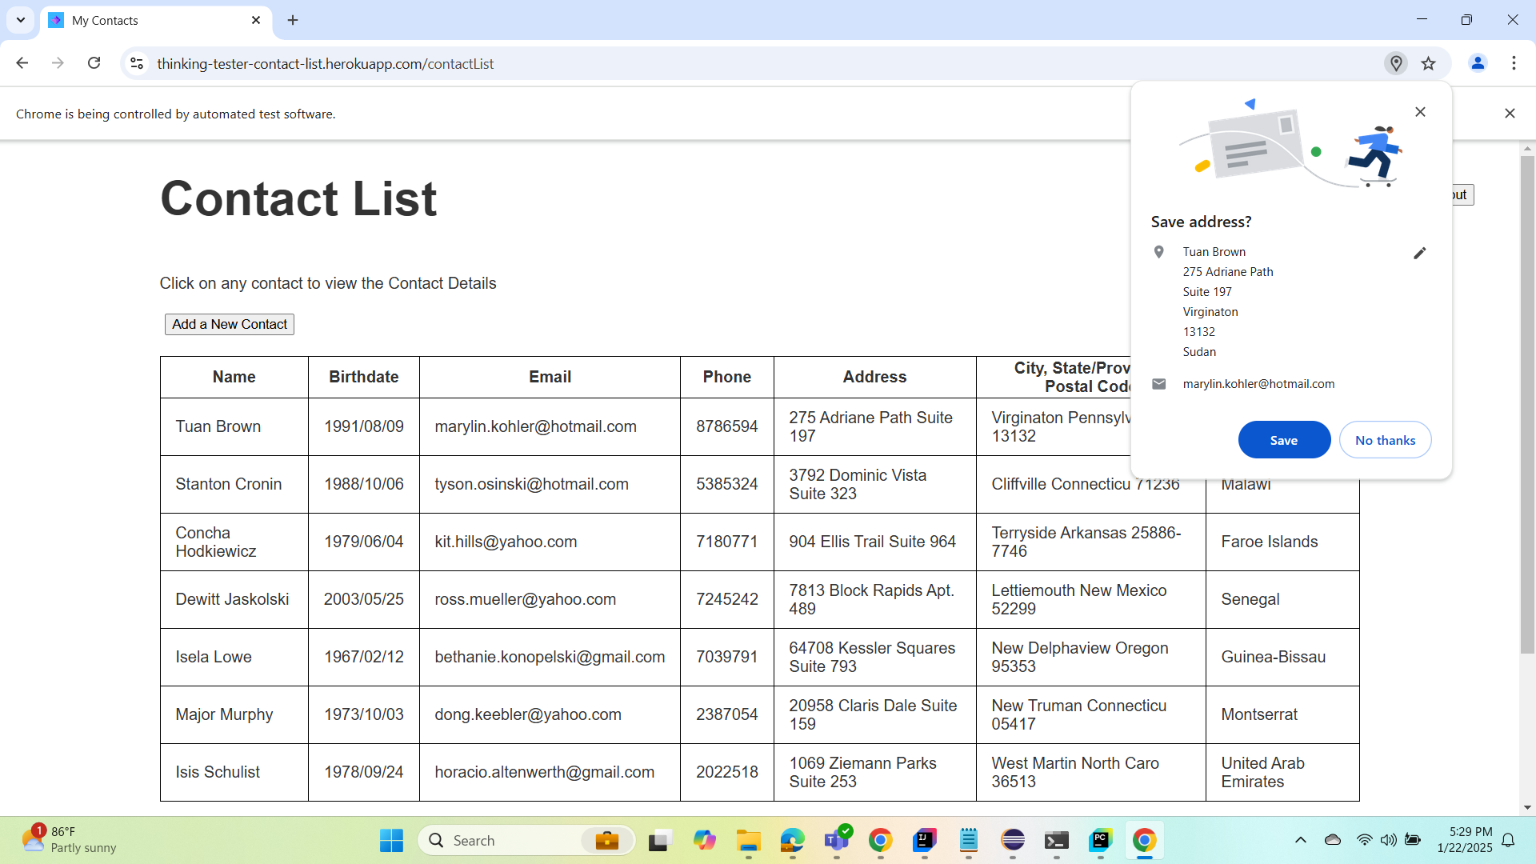 My Contacts
thinking-tester-contact-list.herokuapp.com/contactList
Chrome is being controlled by automated test software.
Contact List
Click on any contact to view the Contact Details
Add a New Contact
Name Birthdate Email Phone Address City, State/Prov
Postal Cod
Tuan Brown 1991/08/09 marylin.kohler@hotmail.com 8786594 275 Adriane Path Suite 197 Virginaton Pennsylv 13132
Stanton Cronin 1988/10/06 tyson.osinski@hotmail.com 5385324 3792 Dominic Vista Suite 323 Cliffville Connecticu 71236 Malawi
Concha Hodkiewicz 1979/06/04 kit.hills@yahoo.com 7180771 904 Ellis Trail Suite 964 Terryside Arkansas 25886-7746 Faroe Islands
Dewitt Jaskolski 2003/05/25 ross.mueller@yahoo.com 7245242 7813 Block Rapids Apt. 489 Lettiemouth New Mexico 52299 Senegal
Isela Lowe 1967/02/12 bethanie.konopelski@gmail.com 7039791 64708 Kessler Squares Suite 793 New Delphaview Oregon 95353 Guinea-Bissau
Major Murphy 1973/10/03 dong.keebler@yahoo.com 2387054 20958 Claris Dale Suite 159 New Truman Connecticu 05417 Montserrat
Isis Schulist 1978/09/24 horacio.altenwerth@gmail.com 2022518 1069 Ziemann Parks Suite 253 West Martin North Caro 36513 United Arab Emirates
out
Save address?
Tuan Brown
275 Adriane Path
Suite 197
Virginaton
13132
Sudan
marylin.kohler@hotmail.com
Save
No thanks
1
86°F
Partly sunny
Search
5:29 PM
1/22/2025